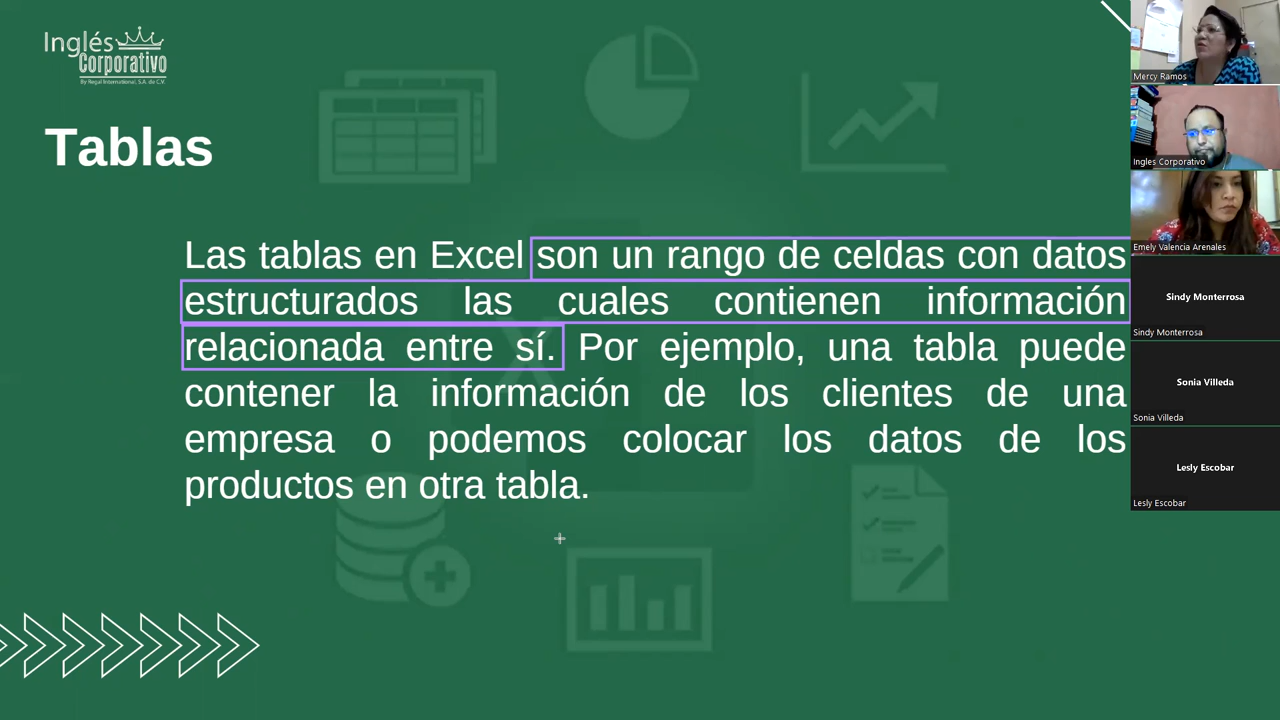 Inglés
Corporativo
By Regal International, S.A. de C.V.
Tablas
Las tablas en Excel son un rango de celdas con datos
estructurados las cuales contienen información
relacionada entre sí. Por ejemplo, una tabla puede
contener la información de los clientes de una
empresa o podemos colocar los datos de los
productos en otra tabla.
Mercy Ramos
Ingles Corporativo
Emely Valencia Arenales
Sindy Monterrosa
Sindy Monterrosa
Sonia Villeda
Sonia Villeda
Lesly Escobar
Lesly Escobar